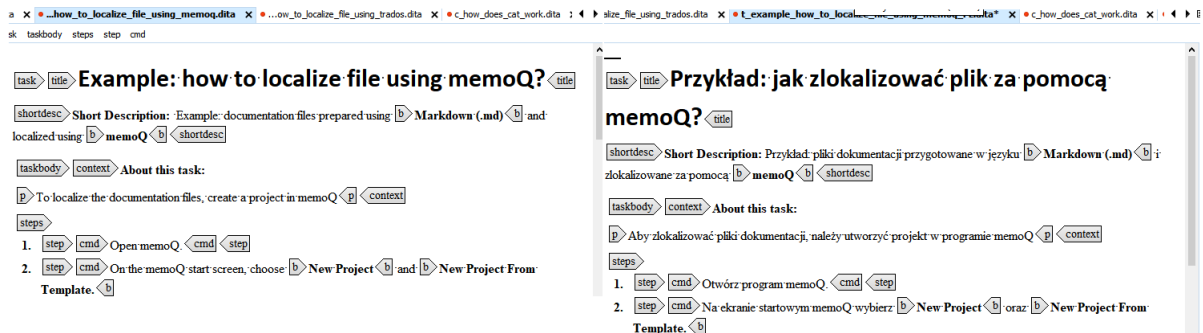 ...how_to_localize_file_using_memoq.dita
...ow_to_localize_file_using_trados.dita
c_how_does_cat_work.dita
alize_file_using_trados.dita
c_how_does_cat_work.dita
sk taskbody steps step cmd
task title Example: how to localize file using memoQ? title
shortdesc Short Description: Example: documentation files prepared using b Markdown (.md) b and
localized using b memoQ b shortdesc
taskbody context About this task:
p To localize the documentation files, create a project in memoQ p context
steps
1. step cmd Open memoQ. cmd step
2. step cmd On the memoQ start screen, choose b New Project b and b New Project From
Template. b
task title Przykład: jak zlokalizować plik za pomocą
memoQ? title
shortdesc Short Description: Przykład: pliki dokumentacji przygotowane w języku b Markdown (.md) b i
zlokalizowane za pomocą b memoQ b shortdesc
taskbody context About this task:
p Aby zlokalizować pliki dokumentacji, należy utworzyć projekt w programie memoQ p context
steps
1. step cmd Otwórz program memoQ. cmd step
2. step cmd Na ekranie startowym memoQ wybierz b New Project b oraz b New Project From
Template. b